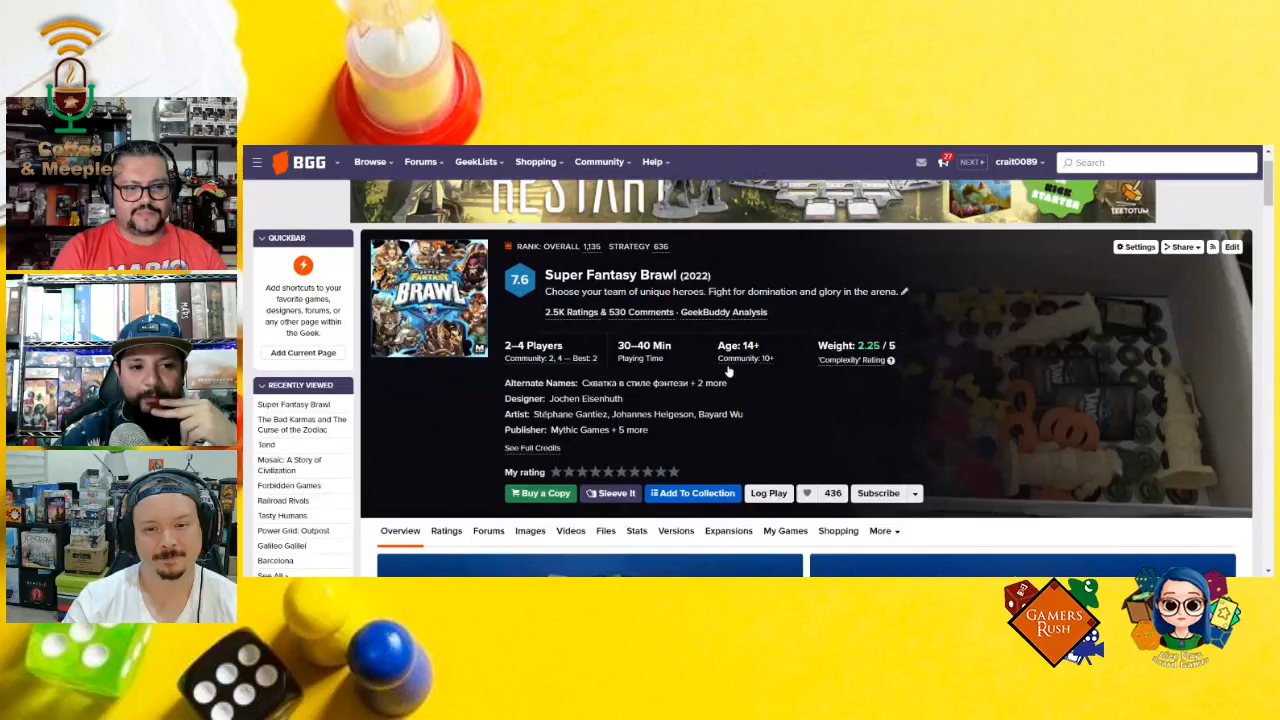 Coffee
& Meeples
MARIO
BGG
Browse
Forums
GeekLists
Shopping
Community
Help
27
NEXT
crait0089
Search
RESTART
KICK
STARTER
TEETOTUM
QUICKBAR
Add shortcuts to your
favorite games,
designers, forums, or
any other page within
the Geek.
Add Current Page
RECENTLY VIEWED
Super Fantasy Brawl
The Bad Karmas and The
Curse of the Zodiac
Tend
Mosaic: A Story of
Civilization
Forbidden Games
Railroad Rivals
Tasty Humans
Power Grid: Outpost
Galileo Galilei
Barcelona
See All
SUPER
FANTASY
BRAWL
RANK: OVERALL 1,135 STRATEGY 636
Settings
Share
Edit
7.6
Super Fantasy Brawl (2022)
Choose your team of unique heroes. Fight for domination and glory in the arena.
2.5K Ratings & 530 Comments · GeekBuddy Analysis
2–4 Players
Community: 2, 4 — Best: 2
30–40 Min
Playing Time
Age: 14+
Community: 10+
Weight: 2.25 / 5
'Complexity' Rating
Alternate Names: Схватка в стиле фэнтези + 2 more
Designer: Jochen Eisenhuth
Artist: Stéphane Gantiez, Johannes Helgeson, Bayard Wu
Publisher: Mythic Games + 5 more
See Full Credits
My rating
Buy a Copy
Sleeve It
Add To Collection
Log Play
436
Subscribe
Overview
Ratings
Forums
Images
Videos
Files
Stats
Versions
Expansions
My Games
Shopping
More
GAMERS
RUSH